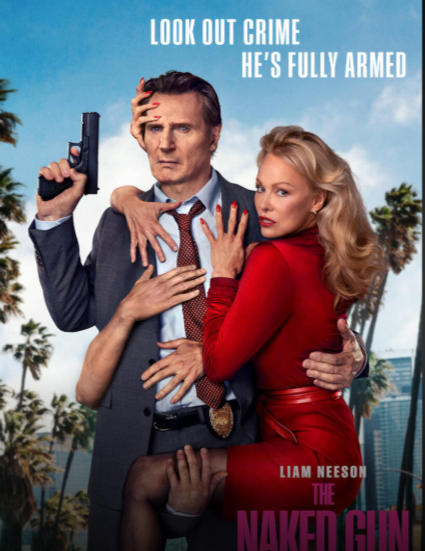 LOOK OUT CRIME
HE'S FULLY ARMED
LIAM NEESON
THE
NAKED GUN